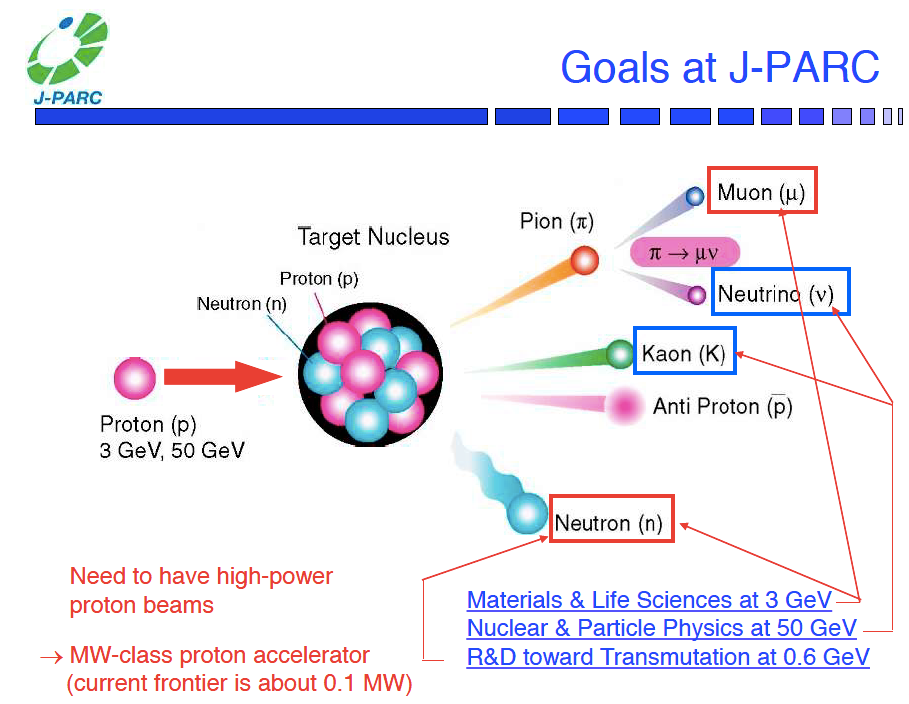 J-PARC
Goals at J-PARC
Muon (μ)
Pion (π)
Target Nucleus
π → μν
Proton (p)
Neutron (n)
Neutrino (ν)
Kaon (K)
Proton (p)
3 GeV, 50 GeV
Anti Proton (p̅)
Neutron (n)
Need to have high-power
proton beams
→ MW-class proton accelerator
(current frontier is about 0.1 MW)
Materials & Life Sciences at 3 GeV
Nuclear & Particle Physics at 50 GeV
R&D toward Transmutation at 0.6 GeV